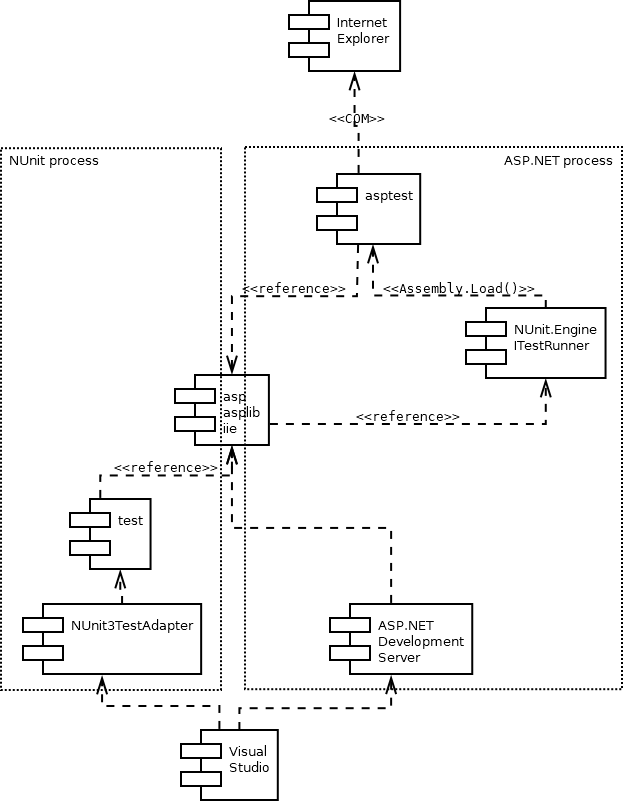 Internet
Explorer
<<COM>>
NUnit process
ASP.NET process
asptest
<<reference>>
<<Assembly.Load()>>
NUnit.Engine
ITestRunner
asp
asplib
iie
<<reference>>
<<reference>>
test
NUnit3TestAdapter
ASP.NET
Development
Server
Visual
Studio